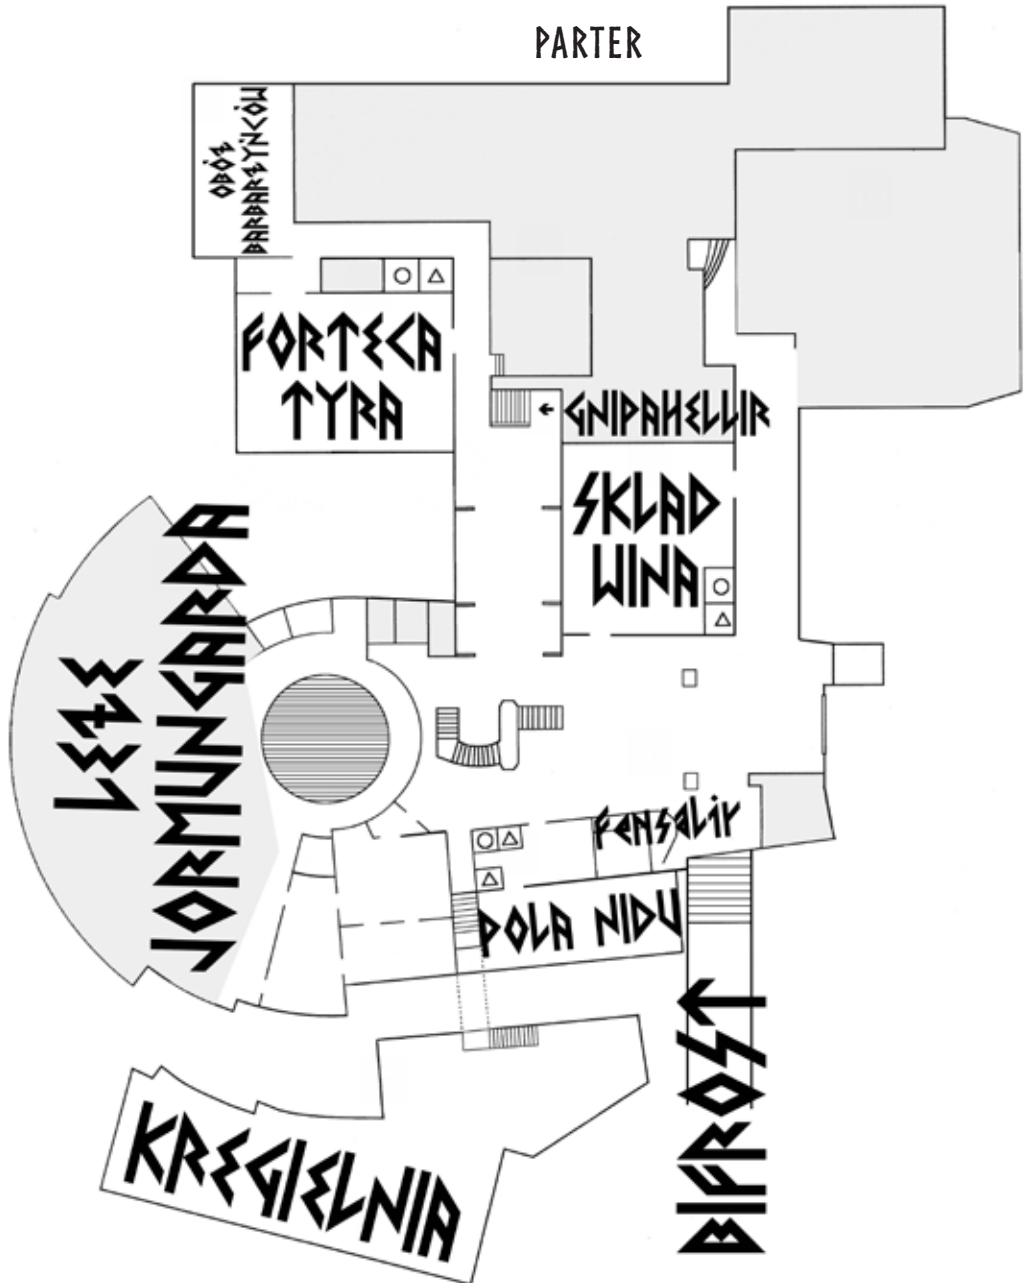 PARTER
OBÓZ
BARBARZYŃCÓW
FORTECA
TYRA
GNIPAHELLIR
SKLAD
WINA
LEŻE
JORMUNGARDA
Fensalir
POLA NIDU
BIFROST
KREGIELNIA